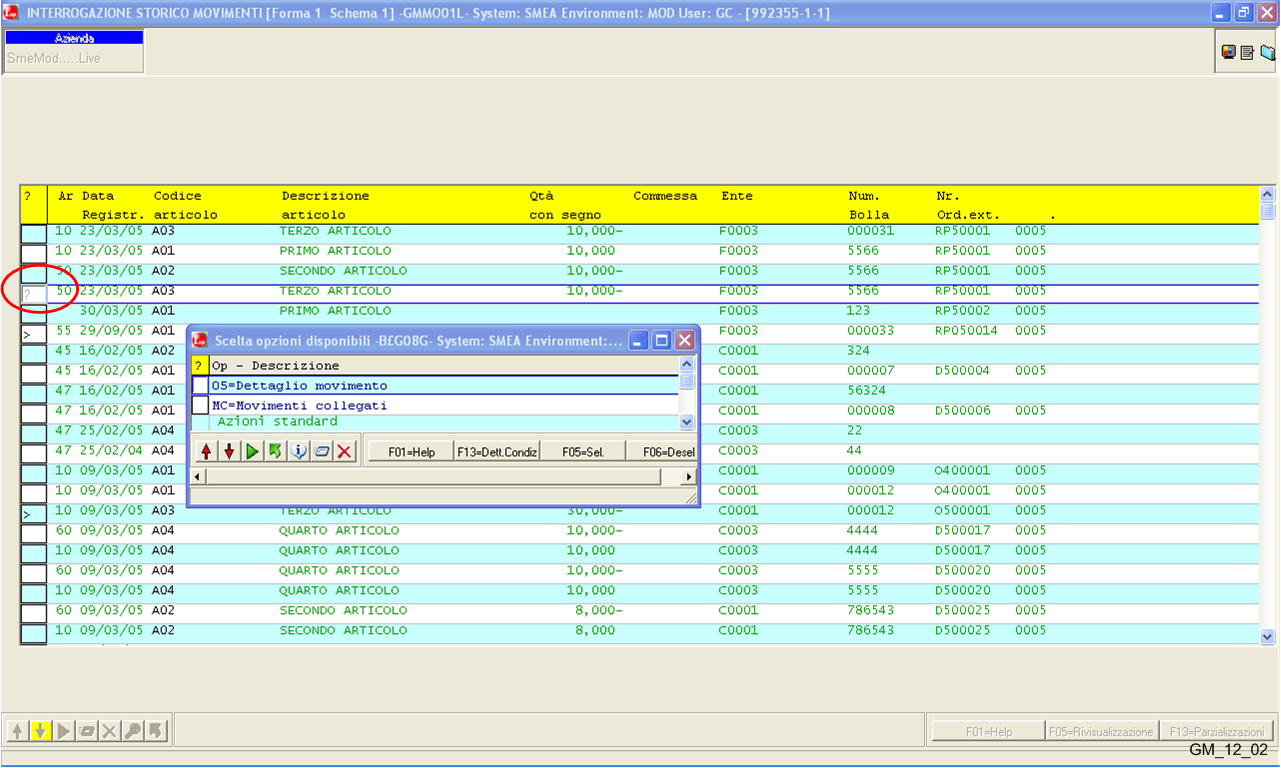 INTERROGAZIONE STORICO MOVIMENTI [Forma 1 Schema 1] -GMMO01L- System: SMEA Environment: MOD User: GC - [992355-1-1]
Azienda
SmeMod.....Live
? Ar Data Codice Descrizione Qtà Commessa Ente Num. Nr.
Registr. articolo articolo con segno Bolla Ord.ext. .
10 23/03/05 A03 TERZO ARTICOLO 10,000- F0003 000031 RP50001 0005
10 23/03/05 A01 PRIMO ARTICOLO 10,000 F0003 5566 RP50001 0005
50 23/03/05 A02 SECONDO ARTICOLO 10,000- F0003 5566 RP50001 0005
? 50 23/03/05 A03 TERZO ARTICOLO 10,000- F0003 5566 RP50001 0005
30/03/05 A01 PRIMO ARTICOLO F0003 123 RP50002 0005
> 55 29/09/05 A01 F0003 000033 RP050014 0005
45 16/02/05 A02 C0001 324
45 16/02/05 A01 C0001 000007 D500004 0005
47 16/02/05 A01 C0001 56324
47 16/02/05 A01 C0001 000008 D500006 0005
47 25/02/05 A04 C0003 22
47 25/02/04 A04 C0003 44
10 09/03/05 A01 C0001 000009 O400001 0005
10 09/03/05 A01 C0001 000012 O400001 0005
> 10 09/03/05 A03 TERZO ARTICOLO 30,000- C0001 000012 O500001 0005
60 09/03/05 A04 QUARTO ARTICOLO 10,000- C0003 4444 D500017 0005
10 09/03/05 A04 QUARTO ARTICOLO 10,000 C0003 4444 D500017 0005
60 09/03/05 A04 QUARTO ARTICOLO 10,000- C0003 5555 D500020 0005
10 09/03/05 A04 QUARTO ARTICOLO 10,000 C0003 5555 D500020 0005
60 09/03/05 A02 SECONDO ARTICOLO 8,000- C0001 786543 D500025 0005
10 09/03/05 A02 SECONDO ARTICOLO 8,000 C0001 786543 D500025 0005
Scelta opzioni disponibili -B£G08G- System: SMEA Environment:...
? Op - Descrizione
05=Dettaglio movimento
MC=Movimenti collegati
Azioni standard
F01=Help F13=Dett.Condiz F05=Sel. F06=Desel
F01=Help F05=Rivisualizzazione F13=Parzializzazioni
GM_12_02